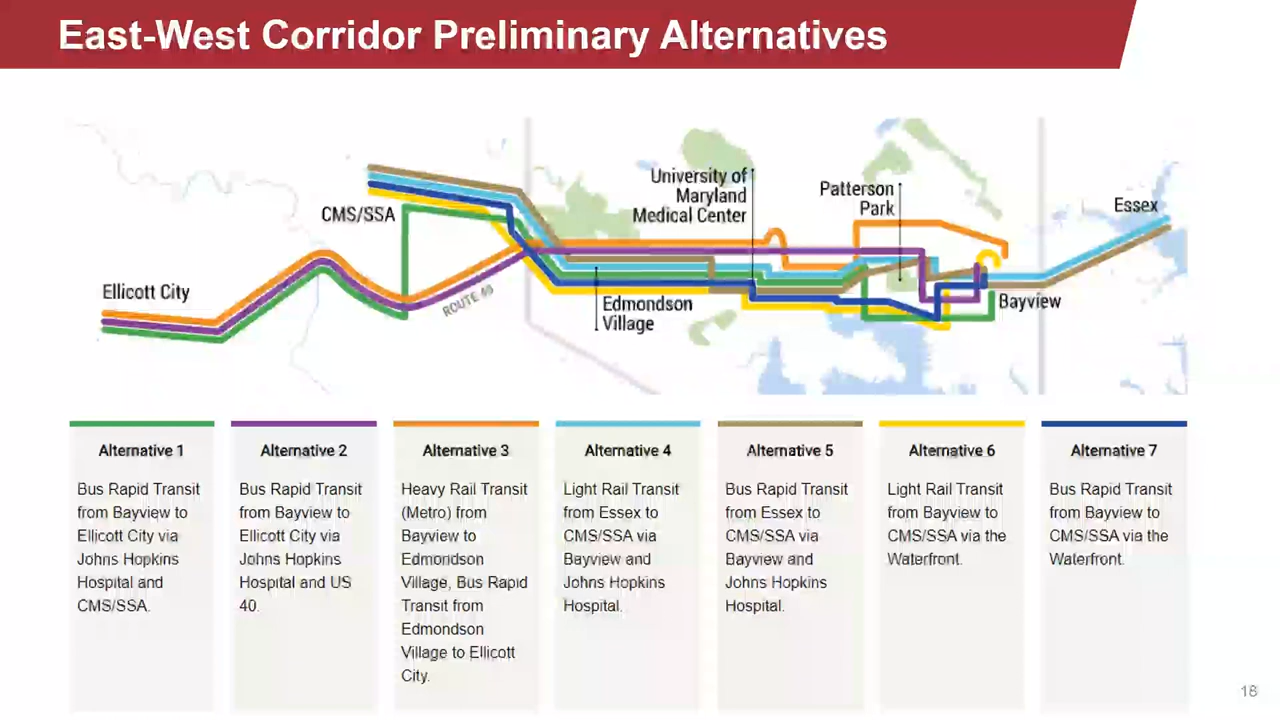 East-West Corridor Preliminary Alternatives
University of
Maryland
Medical Center
Patterson
Park
Essex
CMS/SSA
Ellicott City
ROUTE 40
Edmondson
Village
Bayview
Alternative 1
Bus Rapid Transit
from Bayview to
Ellicott City via
Johns Hopkins
Hospital and
CMS/SSA.
Alternative 2
Bus Rapid Transit
from Bayview to
Ellicott City via
Johns Hopkins
Hospital and US
40.
Alternative 3
Heavy Rail Transit
(Metro) from
Bayview to
Edmondson
Village, Bus Rapid
Transit from
Edmondson
Village to Ellicott
City.
Alternative 4
Light Rail Transit
from Essex to
CMS/SSA via
Bayview and
Johns Hopkins
Hospital.
Alternative 5
Bus Rapid Transit
from Essex to
CMS/SSA via
Bayview and
Johns Hopkins
Hospital.
Alternative 6
Light Rail Transit
from Bayview to
CMS/SSA via the
Waterfront.
Alternative 7
Bus Rapid Transit
from Bayview to
CMS/SSA via the
Waterfront.
18